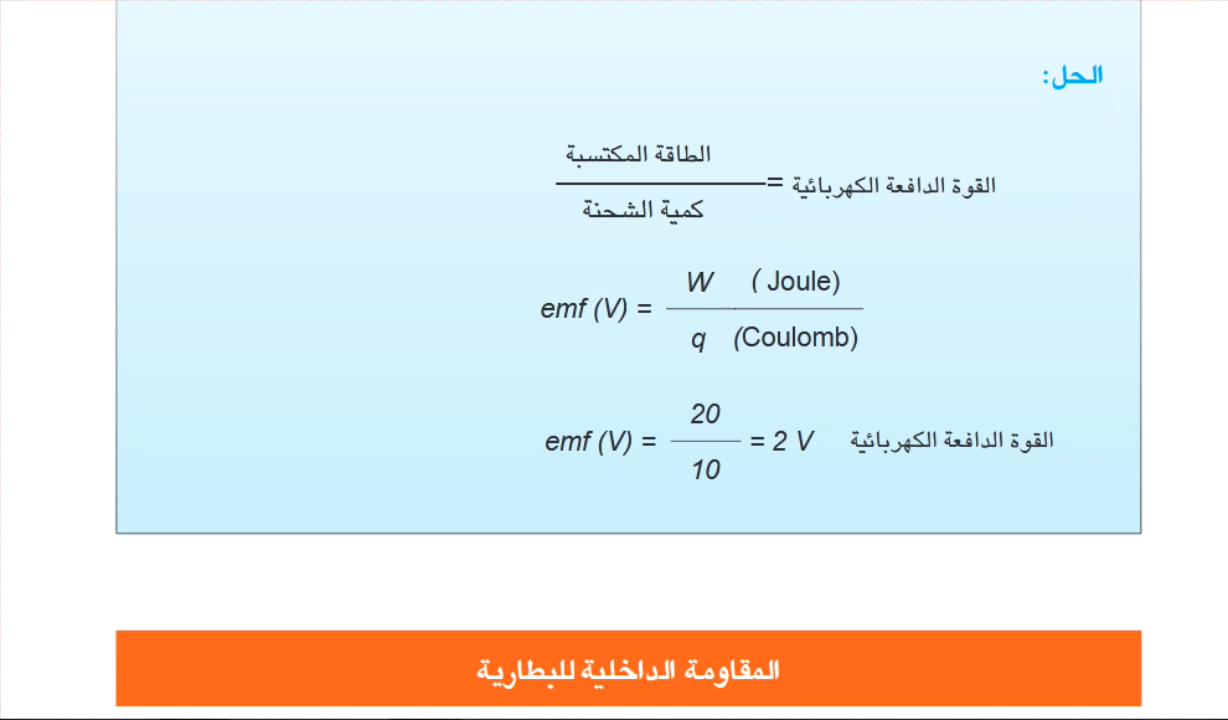 الحل:
الطاقة المكتسبة
القوة الدافعة الكهربائية =
كمية الشحنة
W ( Joule)
emf (V) =
q (Coulomb)
20
emf (V) = = 2 V القوة الدافعة الكهربائية
10
المقاومة الداخلية للبطارية